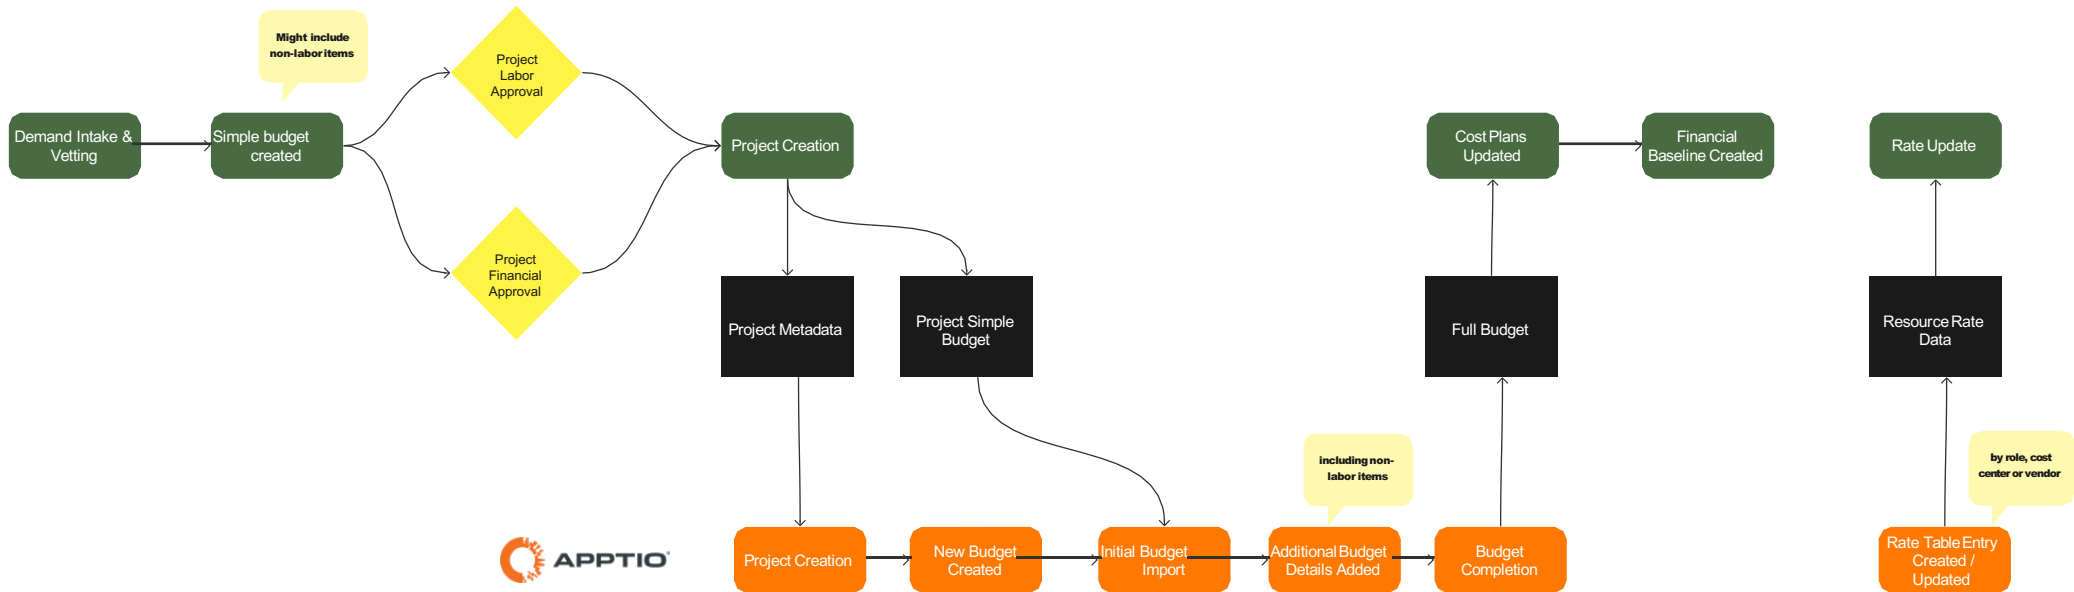 Might include
non-labor items
Project
Labor
Approval
Demand Intake &
Vetting
Simple budget
created
Project Creation
Cost Plans
Updated
Financial
Baseline Created
Rate Update
Project
Financial
Approval
Project Metadata
Project Simple
Budget
Full Budget
Resource Rate
Data
including non-
labor items
by role, cost
center or vendor
APPTIO
Project Creation
New Budget
Created
Initial Budget
Import
Additional Budget
Details Added
Budget
Completion
Rate Table Entry
Created /
Updated